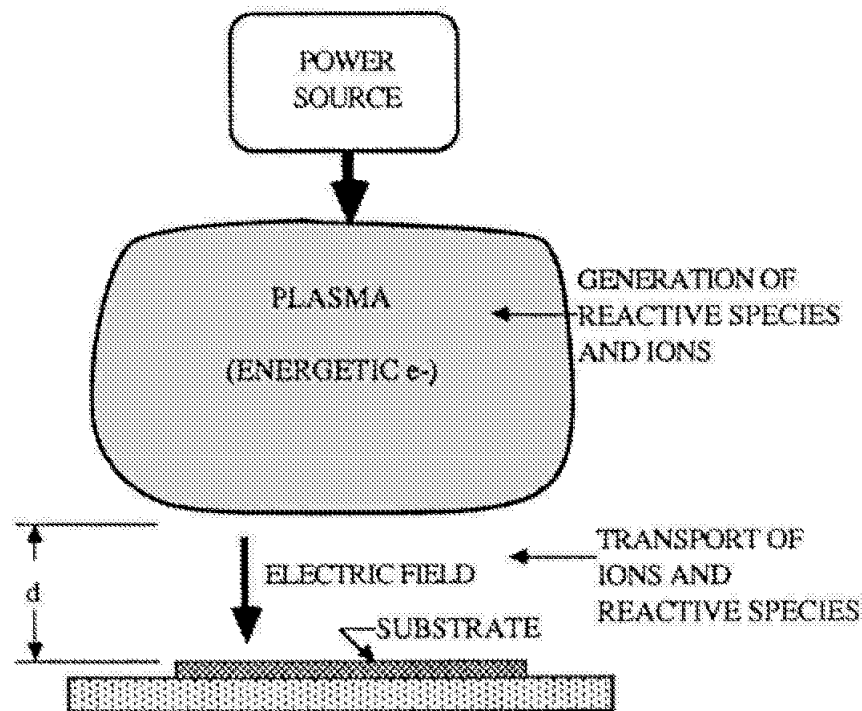 POWER
SOURCE
PLASMA
(ENERGETIC e-)
GENERATION OF
REACTIVE SPECIES
AND IONS
d
ELECTRIC FIELD
TRANSPORT OF
IONS AND
REACTIVE SPECIES
SUBSTRATE